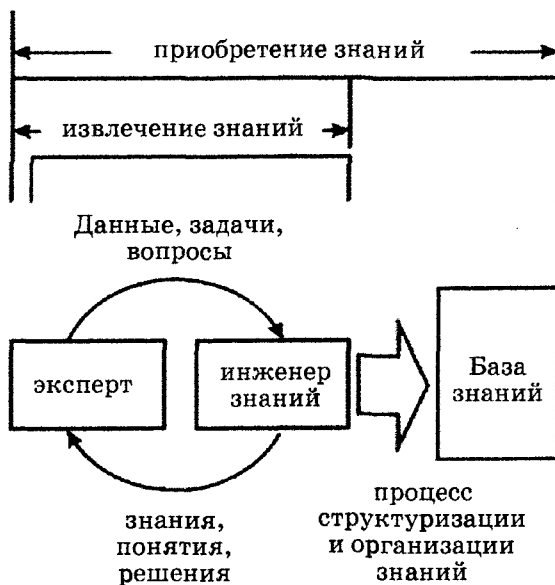 приобретение знаний
извлечение знаний
Данные, задачи,
вопросы
эксперт
инженер
знаний
База
знаний
знания,
понятия,
решения
процесс
структуризации
и организации
знаний